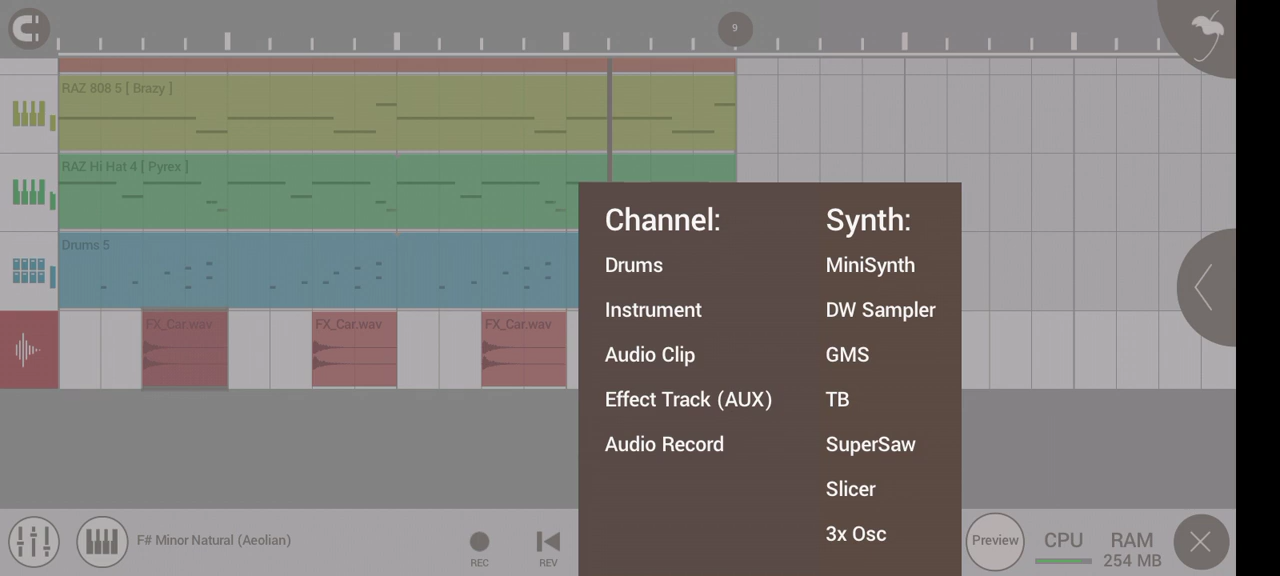 9
RAZ 808 5 [ Brazy ]
RAZ Hi Hat 4 [ Pyrex ]
Drums 5
FX_Car.wav
FX_Car.wav
FX_Car.wav
Channel:
Drums
Instrument
Audio Clip
Effect Track (AUX)
Audio Record
Synth:
MiniSynth
DW Sampler
GMS
TB
SuperSaw
Slicer
3x Osc
F# Minor Natural (Aeolian)
REC
REV
Preview
CPU
RAM
254 MB